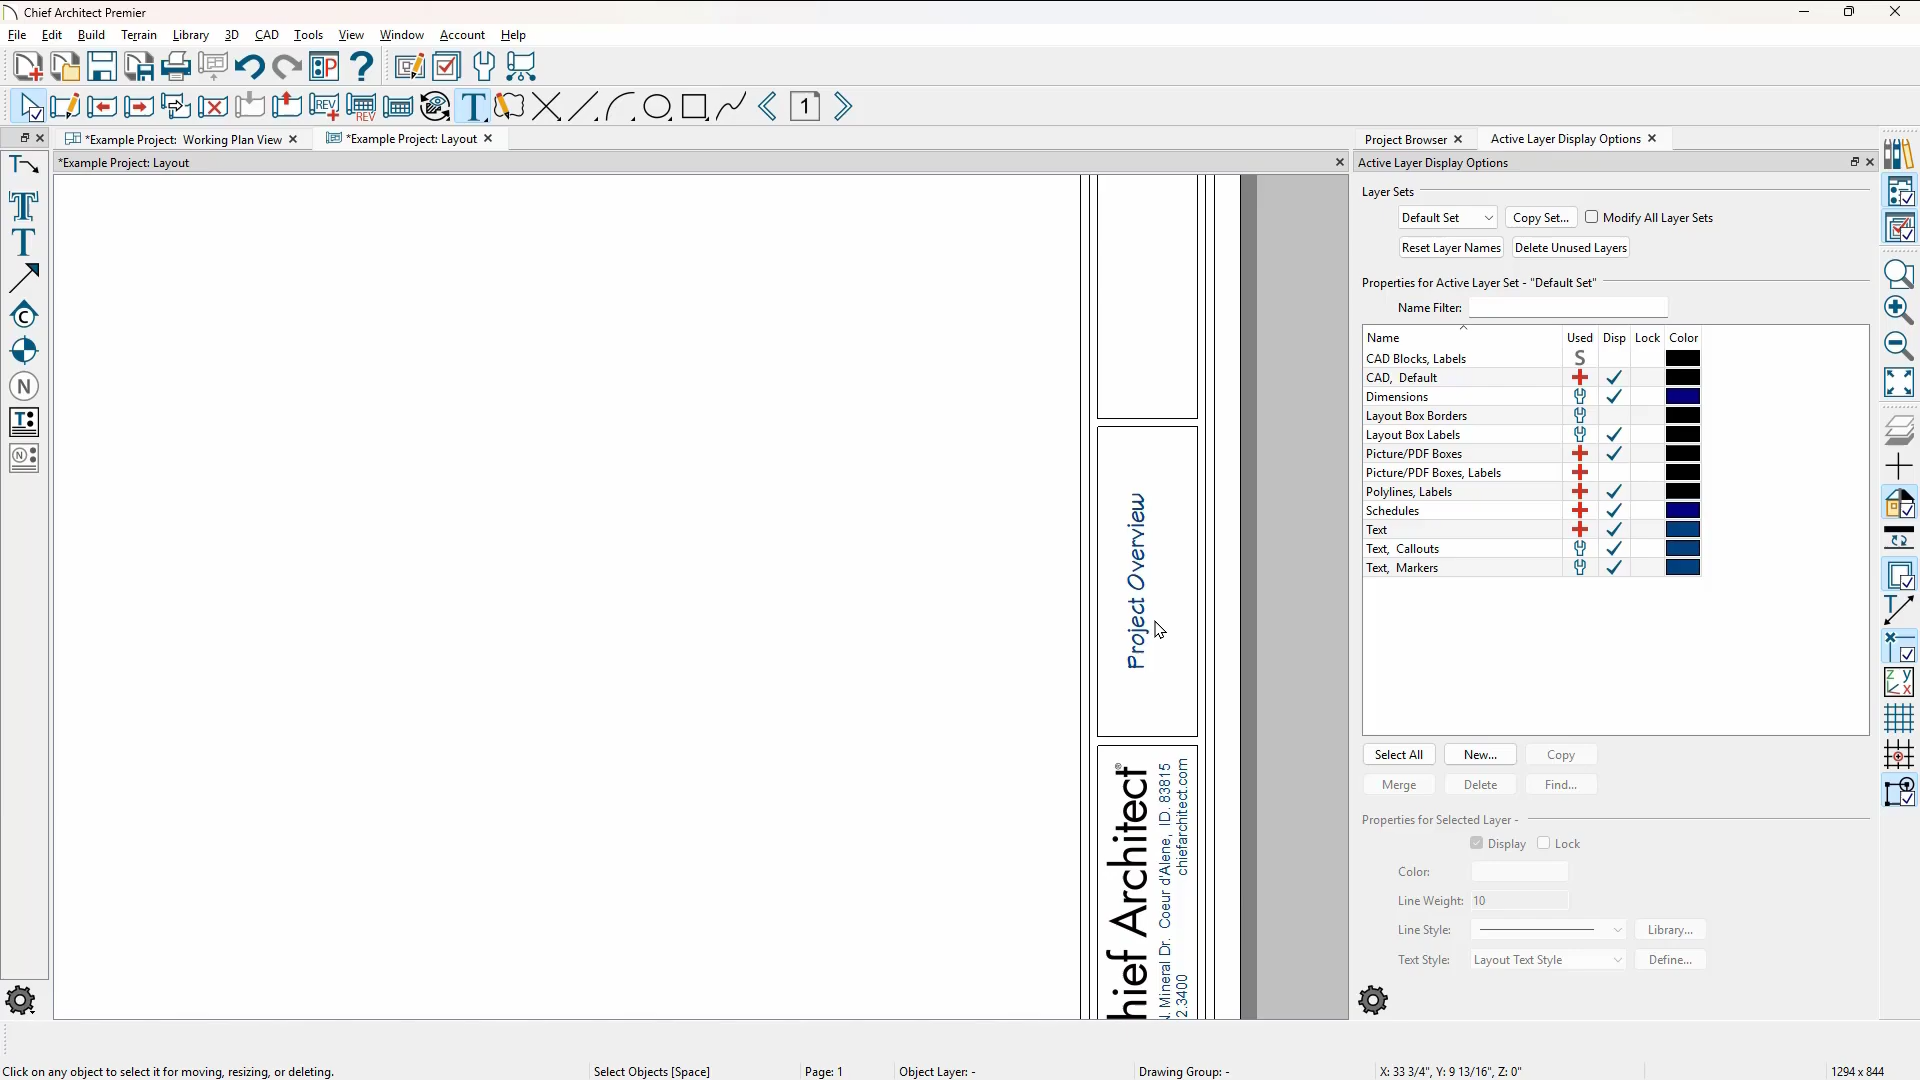 Chief Architect Premier
File Edit Build Terrain Library 3D CAD Tools View Window Account Help
REV REV 1
*Example Project: Working Plan View *Example Project: Layout
*Example Project: Layout
Project Overview
hief Architect®
N. Mineral Dr. Coeur d'Alene, ID. 83815
2.3400 chiefarchitect.com
Project Browser Active Layer Display Options
Active Layer Display Options
Layer Sets
Default Set Copy Set... Modify All Layer Sets
Reset Layer Names Delete Unused Layers
Properties for Active Layer Set - "Default Set"
Name Filter:
Name Used Disp Lock Color
CAD Blocks, Labels S
CAD, Default
Dimensions
Layout Box Borders
Layout Box Labels
Picture/PDF Boxes
Picture/PDF Boxes, Labels
Polylines, Labels
Schedules
Text
Text, Callouts
Text, Markers
Select All New... Copy
Merge Delete Find...
Properties for Selected Layer -
Display Lock
Color:
Line Weight: 10
Line Style: Library...
Text Style: Layout Text Style Define...
Click on any object to select it for moving, resizing, or deleting. Select Objects [Space] Page: 1 Object Layer: - Drawing Group: - X: 33 3/4", Y: 9 13/16", Z: 0" 1294 x 844